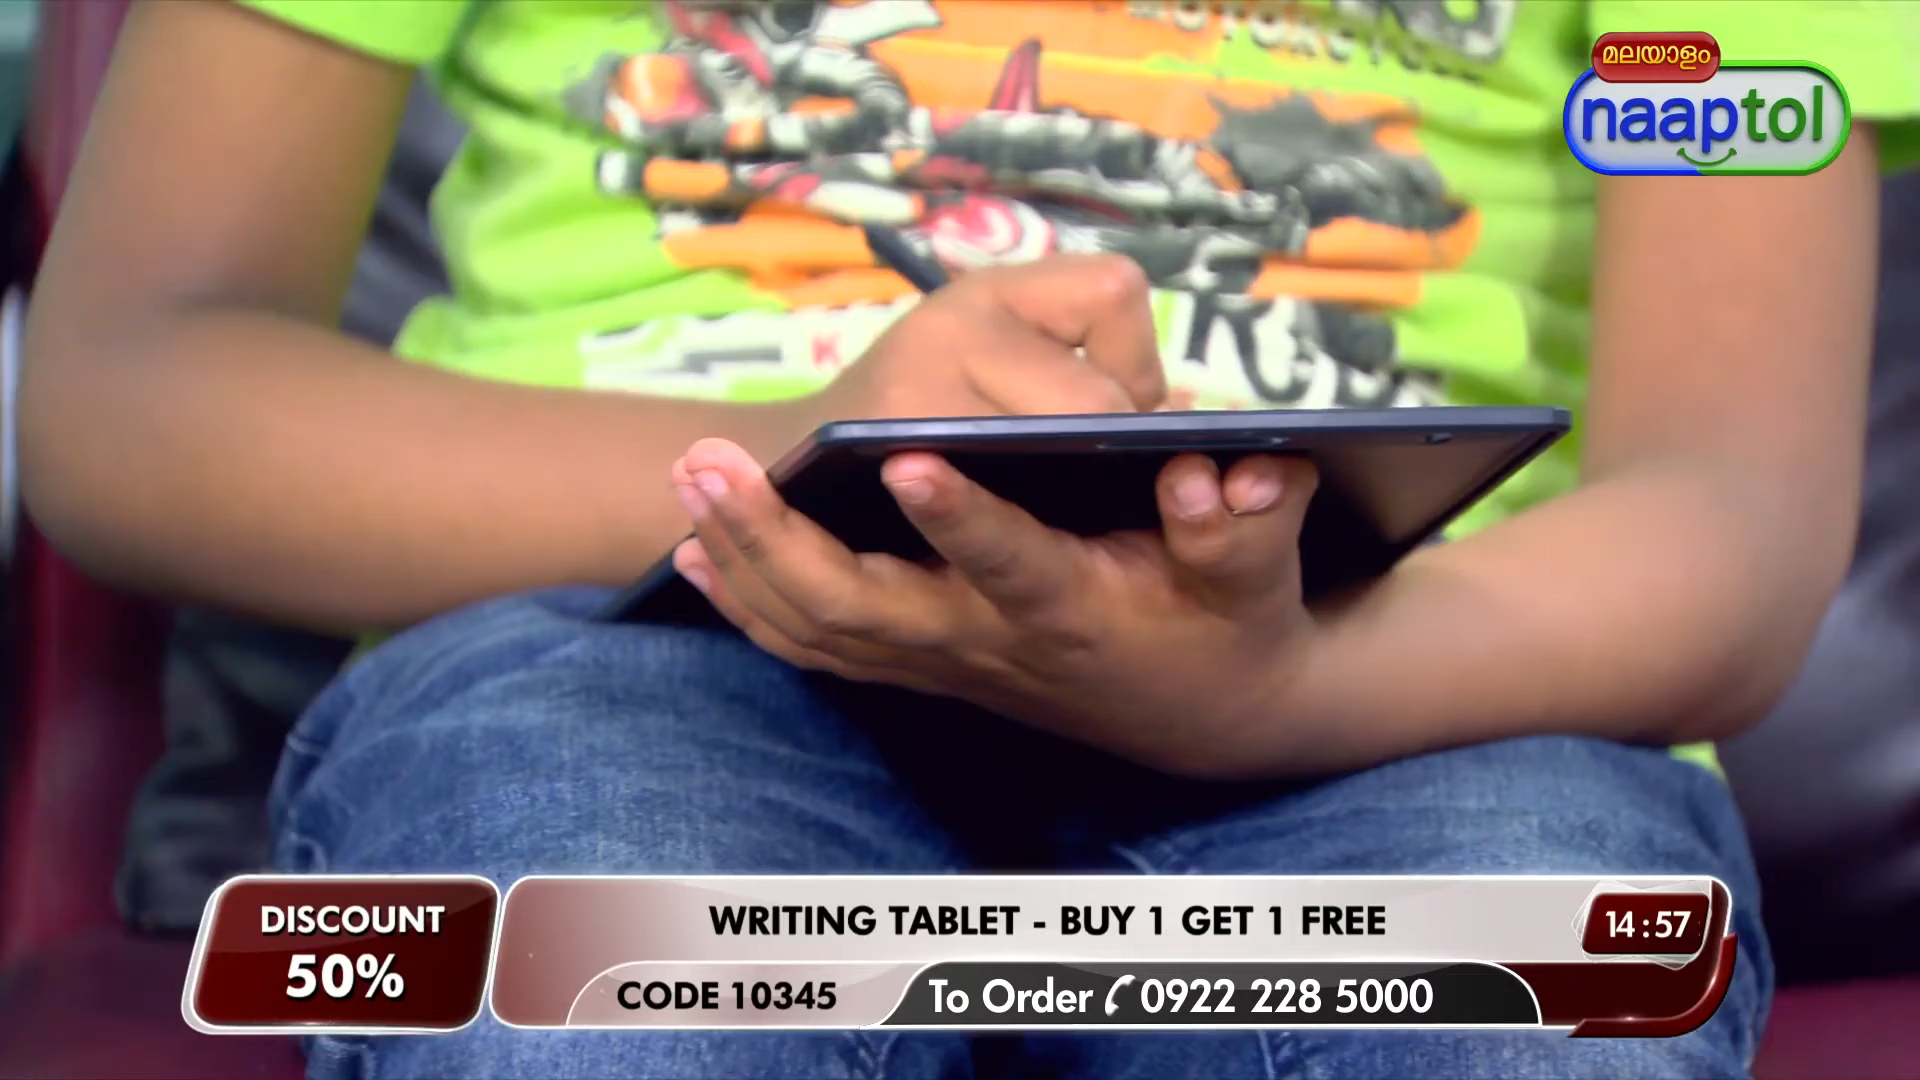 മലയാളം
naaptol
DISCOUNT
50%
WRITING TABLET - BUY 1 GET 1 FREE
14:57
CODE 10345
To Order 0922 228 5000